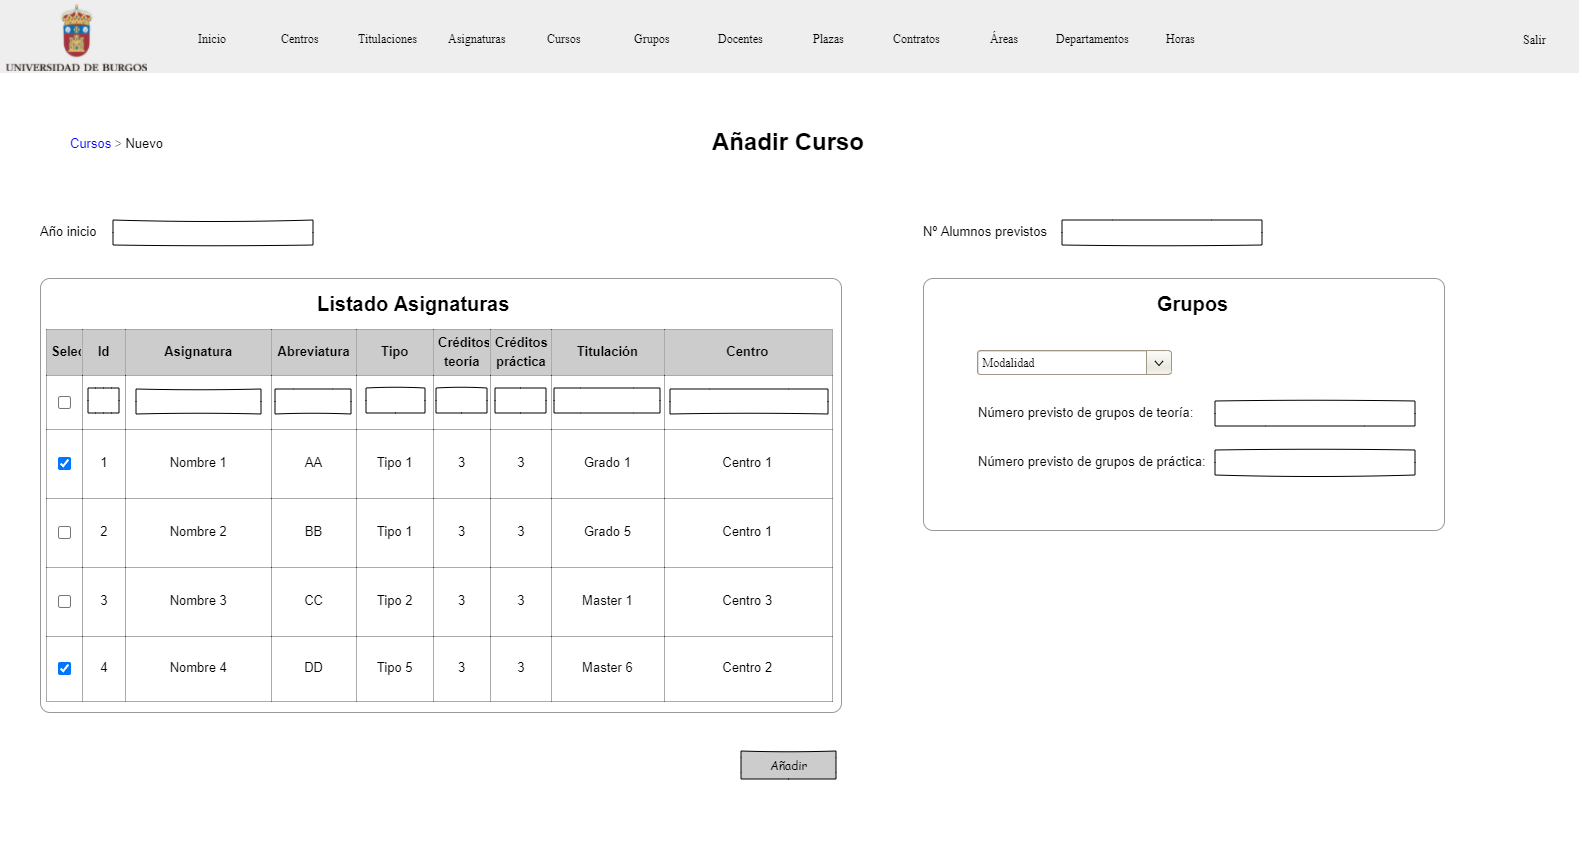 UNIVERSIDAD DE BURGOS
Inicio Centros Titulaciones Asignaturas Cursos Grupos Docentes Plazas Contratos Áreas Departamentos Horas Salir
Cursos > Nuevo
Añadir Curso
Año inicio
Nº Alumnos previstos
Listado Asignaturas
Selec Id Asignatura Abreviatura Tipo Créditos teoría Créditos práctica Titulación Centro
1 Nombre 1 AA Tipo 1 3 3 Grado 1 Centro 1
2 Nombre 2 BB Tipo 1 3 3 Grado 5 Centro 1
3 Nombre 3 CC Tipo 2 3 3 Master 1 Centro 3
4 Nombre 4 DD Tipo 5 3 3 Master 6 Centro 2
Grupos
Modalidad
Número previsto de grupos de teoría:
Número previsto de grupos de práctica:
Añadir